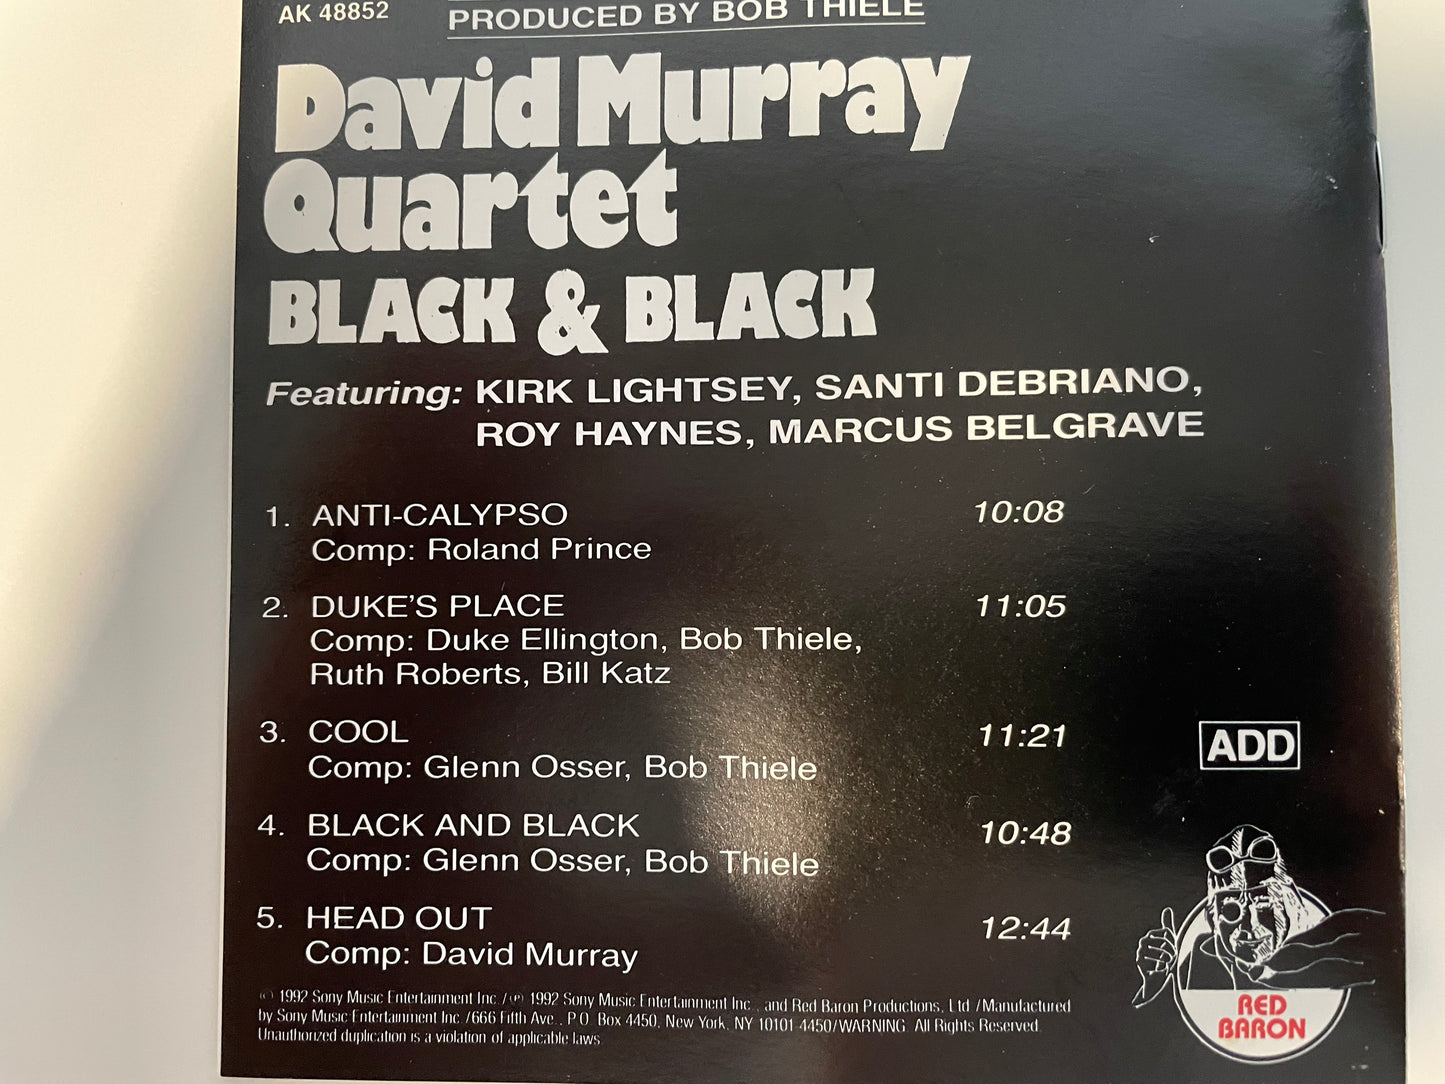 AK 48852
PRODUCED BY BOB THIELE
David Murray
Quartet
BLACK & BLACK
Featuring: KIRK LIGHTSEY, SANTI DEBRIANO,
ROY HAYNES, MARCUS BELGRAVE
1. ANTI-CALYPSO 10:08
Comp: Roland Prince
2. DUKE'S PLACE 11:05
Comp: Duke Ellington, Bob Thiele,
Ruth Roberts, Bill Katz
3. COOL 11:21
Comp: Glenn Osser, Bob Thiele
ADD
4. BLACK AND BLACK 10:48
Comp: Glenn Osser, Bob Thiele
5. HEAD OUT 12:44
Comp: David Murray
© 1992 Sony Music Entertainment Inc. / ℗ 1992 Sony Music Entertainment Inc., and Red Baron Productions, Ltd. /Manufactured
by Sony Music Entertainment Inc. /666 Fifth Ave., P.O. Box 4450, New York, NY 10101-4450/WARNING: All Rights Reserved.
Unauthorized duplication is a violation of applicable laws.
RED
BARON